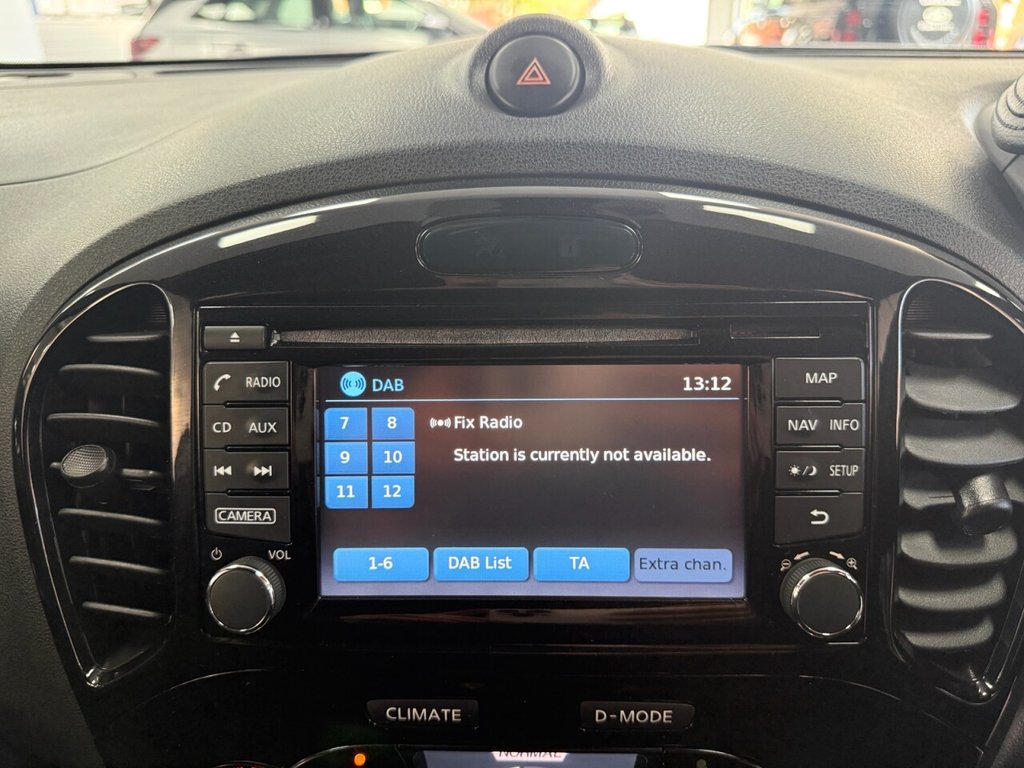 RADIO
CD AUX
CAMERA
VOL
DAB 13:12
7 8
9 10
11 12
Fix Radio
Station is currently not available.
1-6 DAB List TA Extra chan.
MAP
NAV INFO
SETUP
CLIMATE D-MODE
NORMAL